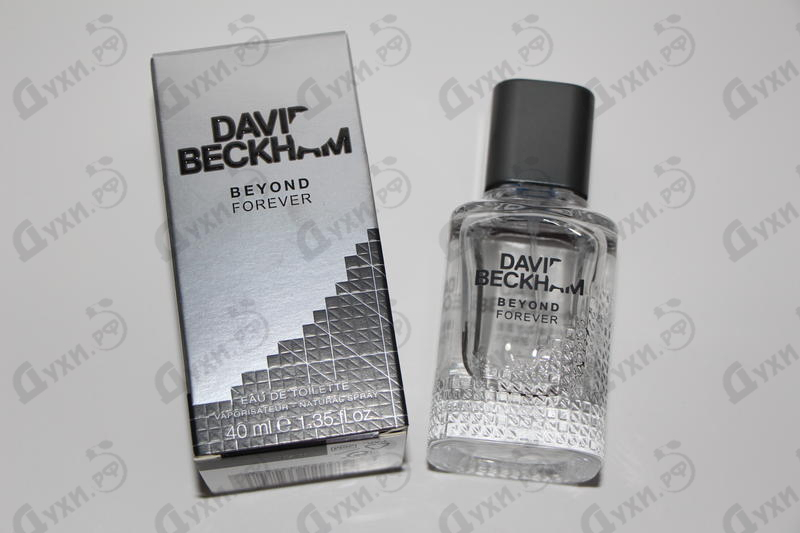 DAVID
BECKHAM
BEYOND
FOREVER
EAU DE TOILETTE
VAPORISATEUR - NATURAL SPRAY
40 ml e 1.35 fl.oz
DAVID
BECKHAM
BEYOND
FOREVER
Духи.РФ